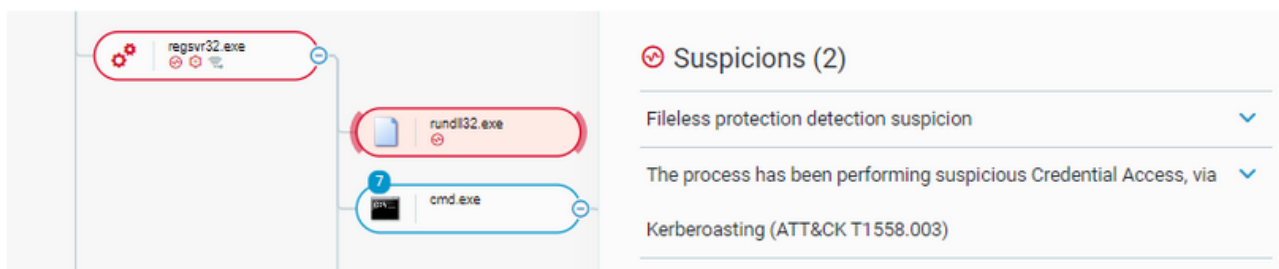 regsvr32.exe
rundll32.exe
7
cmd.exe
Suspicions (2)
Fileless protection detection suspicion
The process has been performing suspicious Credential Access, via
Kerberoasting (ATT&CK T1558.003)